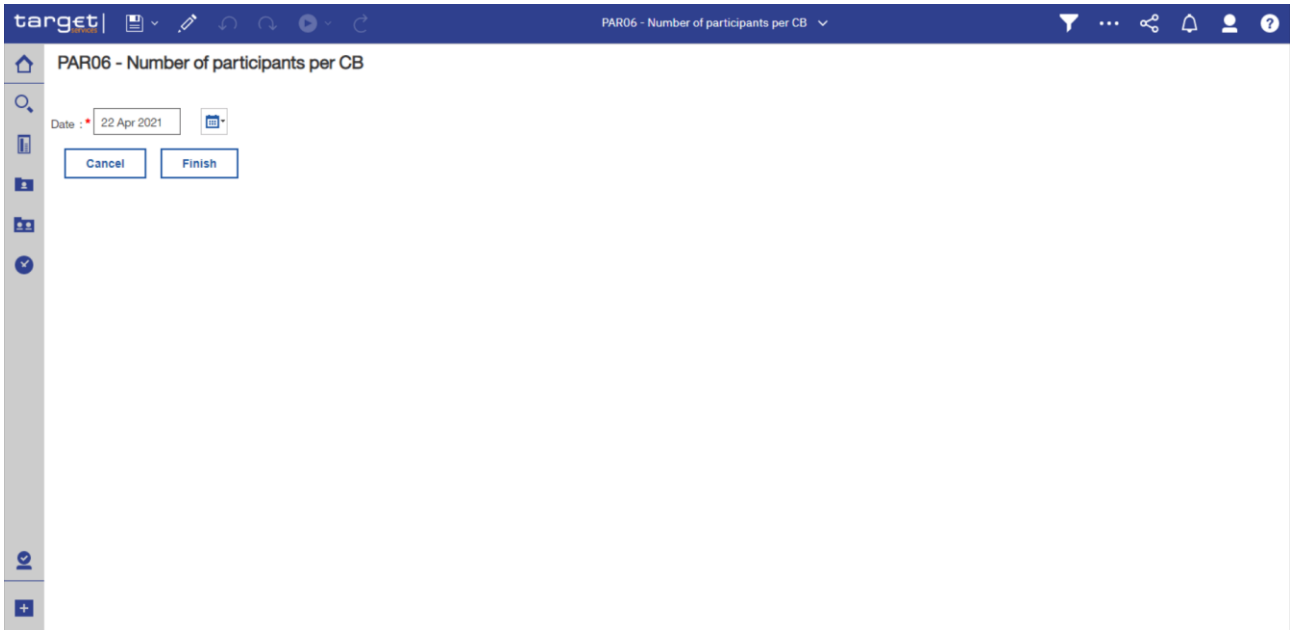 target|
services
PAR06 - Number of participants per CB
PAR06 - Number of participants per CB
Date :* 22 Apr 2021
Cancel Finish